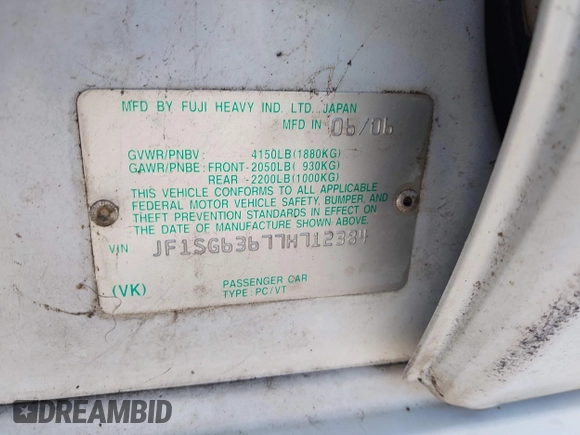 MFD BY FUJI HEAVY IND. LTD. JAPAN
MFD IN 06/06
GVWR/PNBV : 4150LB(1880KG)
GAWR/PNBE : FRONT-2050LB( 930KG)
REAR -2200LB(1000KG)
THIS VEHICLE CONFORMS TO ALL APPLICABLE
FEDERAL MOTOR VEHICLE SAFETY, BUMPER, AND
THEFT PREVENTION STANDARDS IN EFFECT ON
THE DATE OF MANUFACTURE SHOWN ABOVE.
VIN JF1SG63677H712384
PASSENGER CAR
(VK) TYPE : PC/VT
DREAMBID